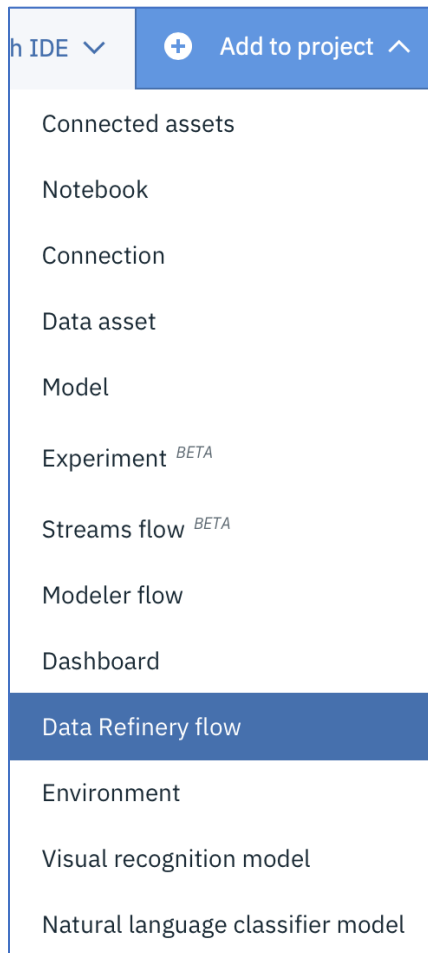 h IDE
Add to project
Connected assets
Notebook
Connection
Data asset
Model
Experiment BETA
Streams flow BETA
Modeler flow
Dashboard
Data Refinery flow
Environment
Visual recognition model
Natural language classifier model